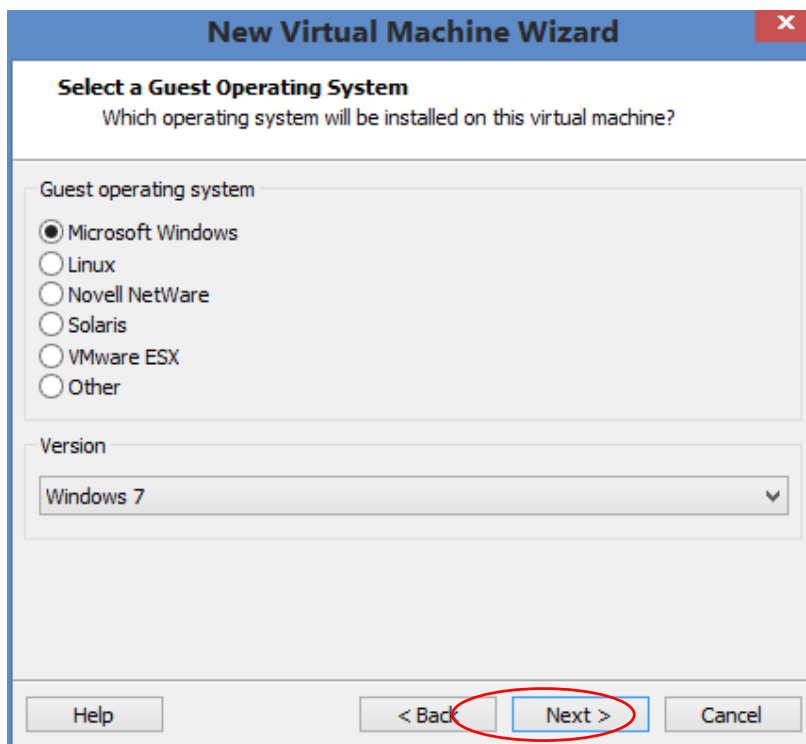 New Virtual Machine Wizard
x
Select a Guest Operating System
Which operating system will be installed on this virtual machine?
Guest operating system
Microsoft Windows
Linux
Novell NetWare
Solaris
VMware ESX
Other
Version
Windows 7
Help < Back Next > Cancel